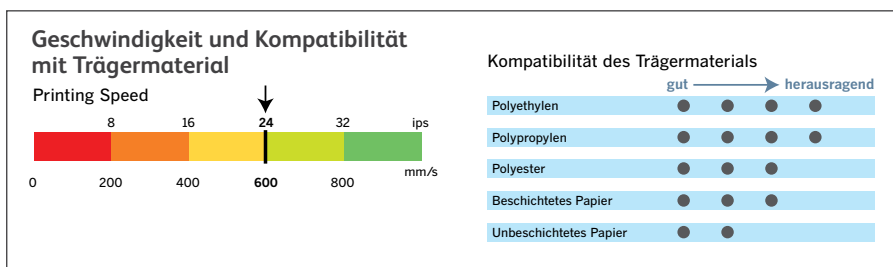 Geschwindigkeit und Kompatibilität
mit Trägermaterial
Printing Speed
8 16 24 32 ips
mm/s
0 200 400 600 800
Kompatibilität des Trägermaterials
gut herausragend
Polyethylen
Polypropylen
Polyester
Beschichtetes Papier
Unbeschichtetes Papier